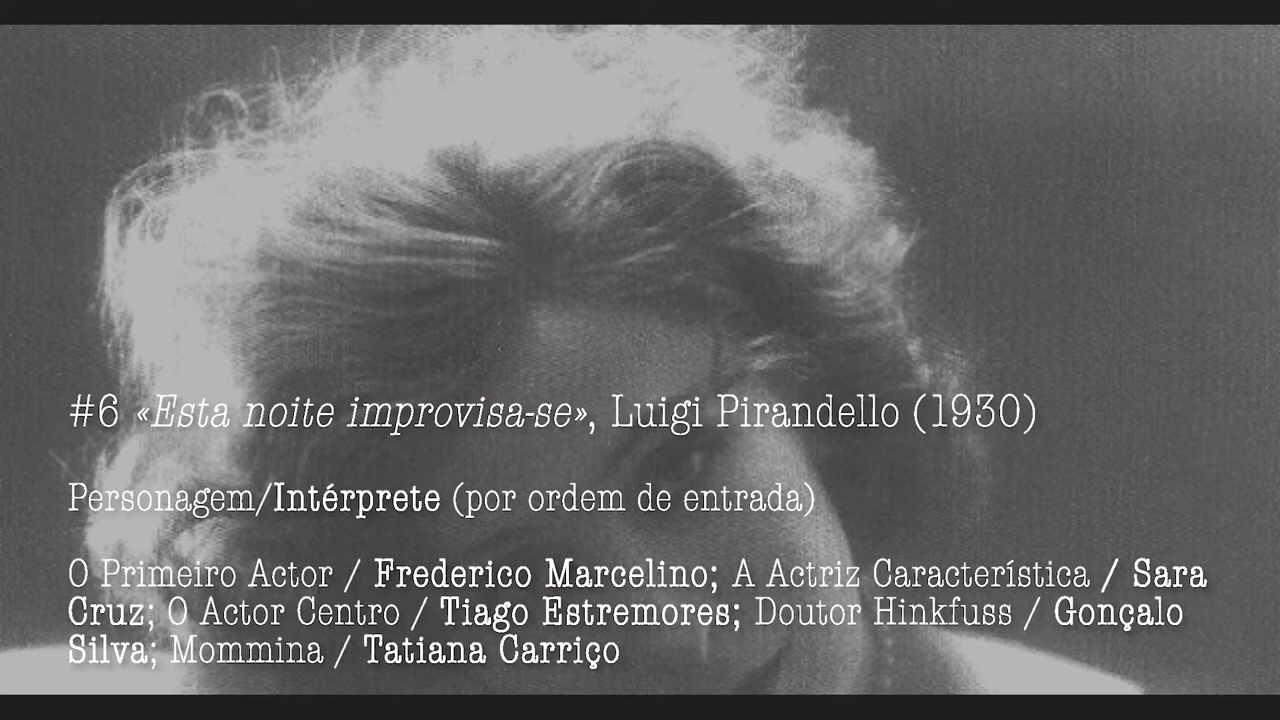 #6 «Esta noite improvisa-se», Luigi Pirandello (1930)
Personagem/Intérprete (por ordem de entrada)
O Primeiro Actor / Frederico Marcelino; A Actriz Característica / Sara
Cruz; O Actor Centro / Tiago Estremores; Doutor Hinkfuss / Gonçalo
Silva; Mommina / Tatiana Carriço